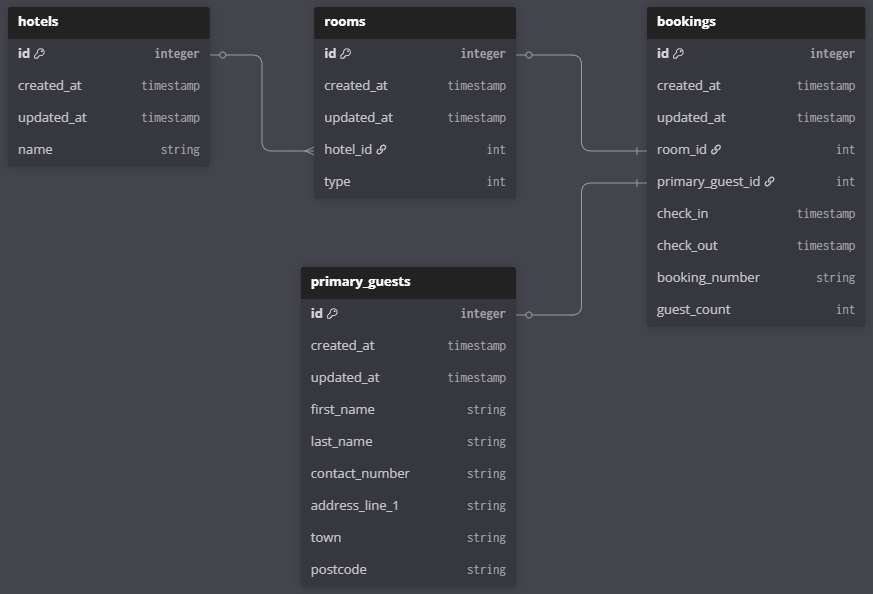 hotels
id integer
created_at timestamp
updated_at timestamp
name string
rooms
id integer
created_at timestamp
updated_at timestamp
hotel_id int
type int
bookings
id integer
created_at timestamp
updated_at timestamp
room_id int
primary_guest_id int
check_in timestamp
check_out timestamp
booking_number string
guest_count int
primary_guests
id integer
created_at timestamp
updated_at timestamp
first_name string
last_name string
contact_number string
address_line_1 string
town string
postcode string